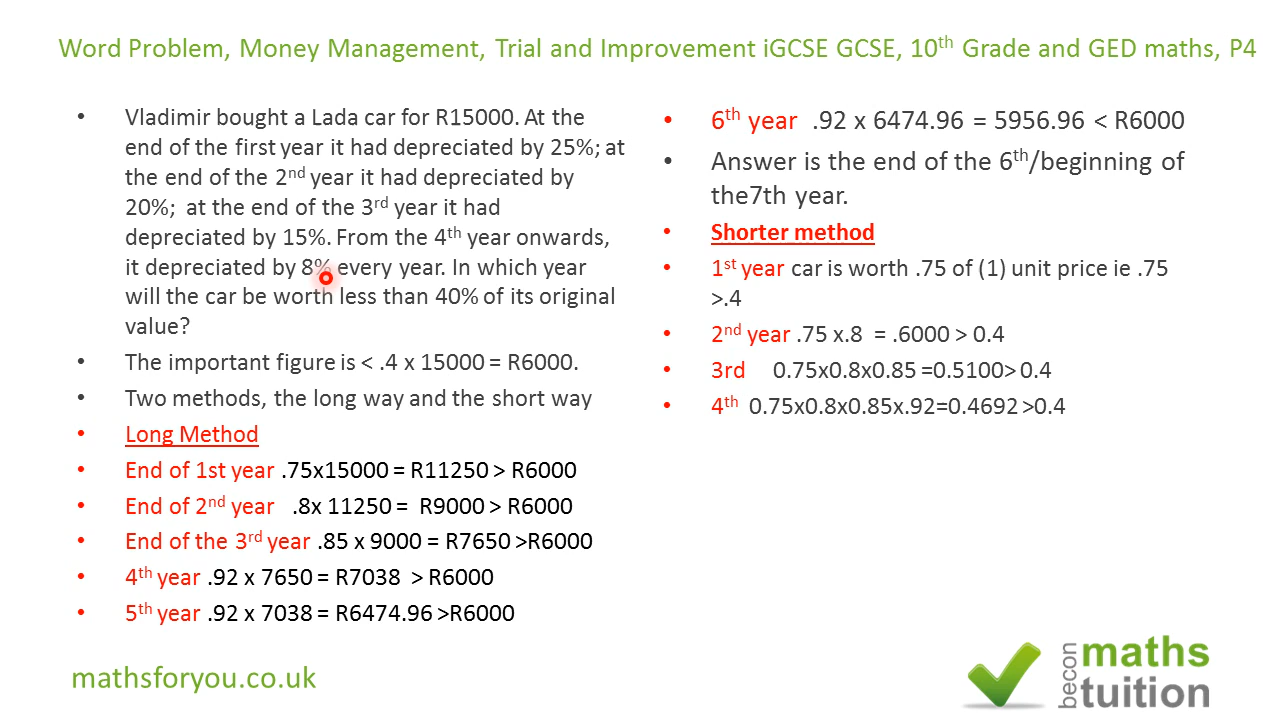 Word Problem, Money Management, Trial and Improvement iGCSE GCSE, 10th Grade and GED maths, P4
• Vladimir bought a Lada car for R15000. At the
end of the first year it had depreciated by 25%; at
the end of the 2nd year it had depreciated by
20%; at the end of the 3rd year it had
depreciated by 15%. From the 4th year onwards,
it depreciated by 8% every year. In which year
will the car be worth less than 40% of its original
value?
• The important figure is < .4 x 15000 = R6000.
• Two methods, the long way and the short way
• Long Method
• End of 1st year .75x15000 = R11250 > R6000
• End of 2nd year .8x 11250 = R9000 > R6000
• End of the 3rd year .85 x 9000 = R7650 >R6000
• 4th year .92 x 7650 = R7038 > R6000
• 5th year .92 x 7038 = R6474.96 >R6000
• 6th year .92 x 6474.96 = 5956.96 < R6000
• Answer is the end of the 6th/beginning of
the7th year.
• Shorter method
• 1st year car is worth .75 of (1) unit price ie .75
>.4
• 2nd year .75 x.8 = .6000 > 0.4
• 3rd 0.75x0.8x0.85 =0.5100> 0.4
• 4th 0.75x0.8x0.85x.92=0.4692 >0.4
mathsforyou.co.uk
becon
maths
tuition